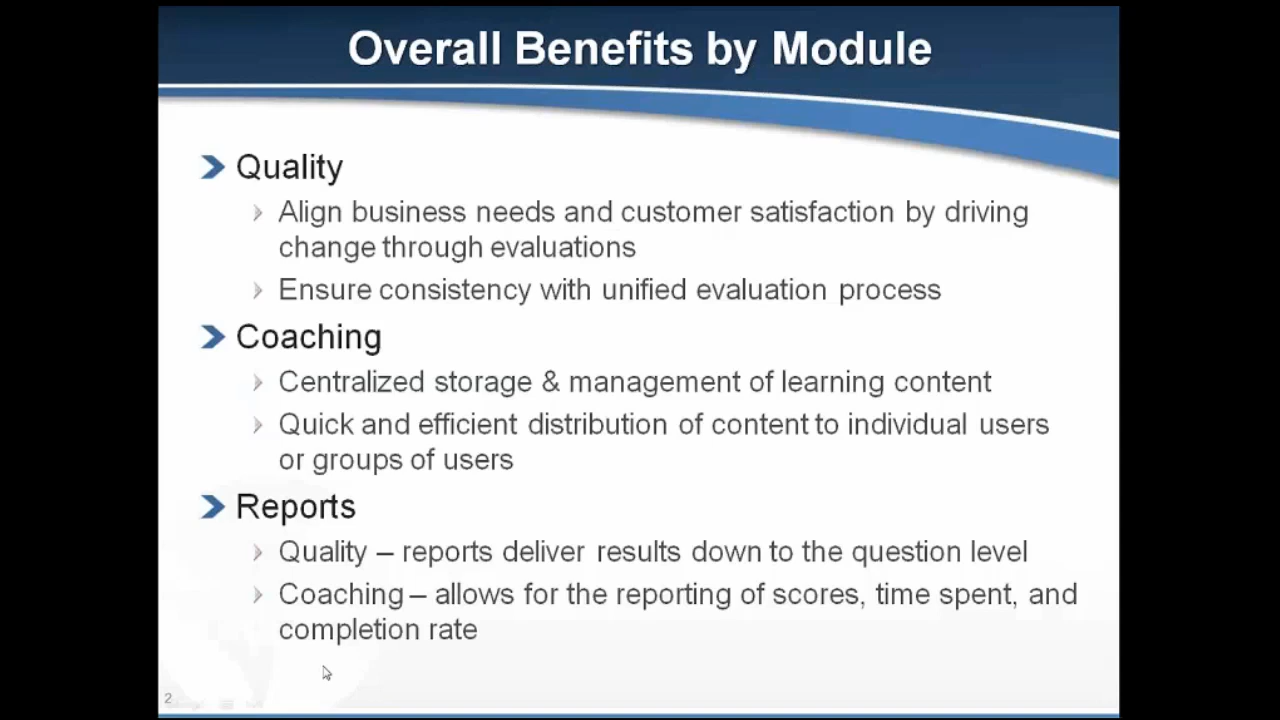 Overall Benefits by Module
Quality
Align business needs and customer satisfaction by driving
change through evaluations
Ensure consistency with unified evaluation process
Coaching
Centralized storage & management of learning content
Quick and efficient distribution of content to individual users
or groups of users
Reports
Quality – reports deliver results down to the question level
Coaching – allows for the reporting of scores, time spent, and
completion rate
2